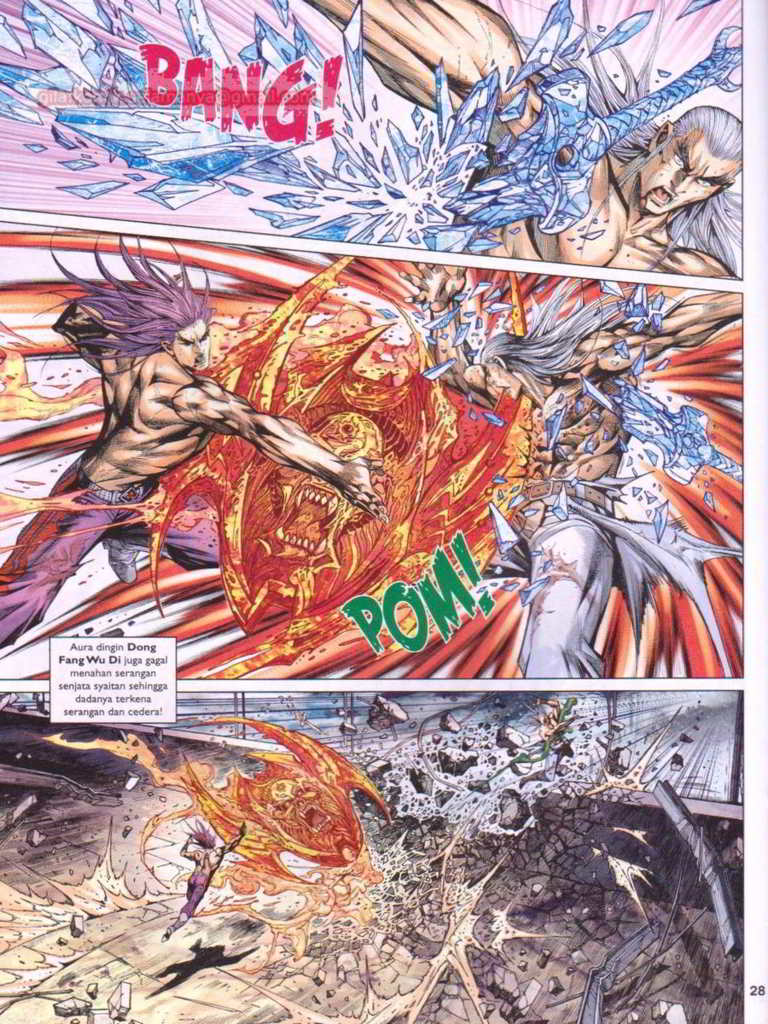 BANG!
POM!
Aura dingin Dong
Fang Wu Di juga gagal
menahan serangan
senjata syaitan sehingga
dadanya terkena
serangan dan cedera!
28